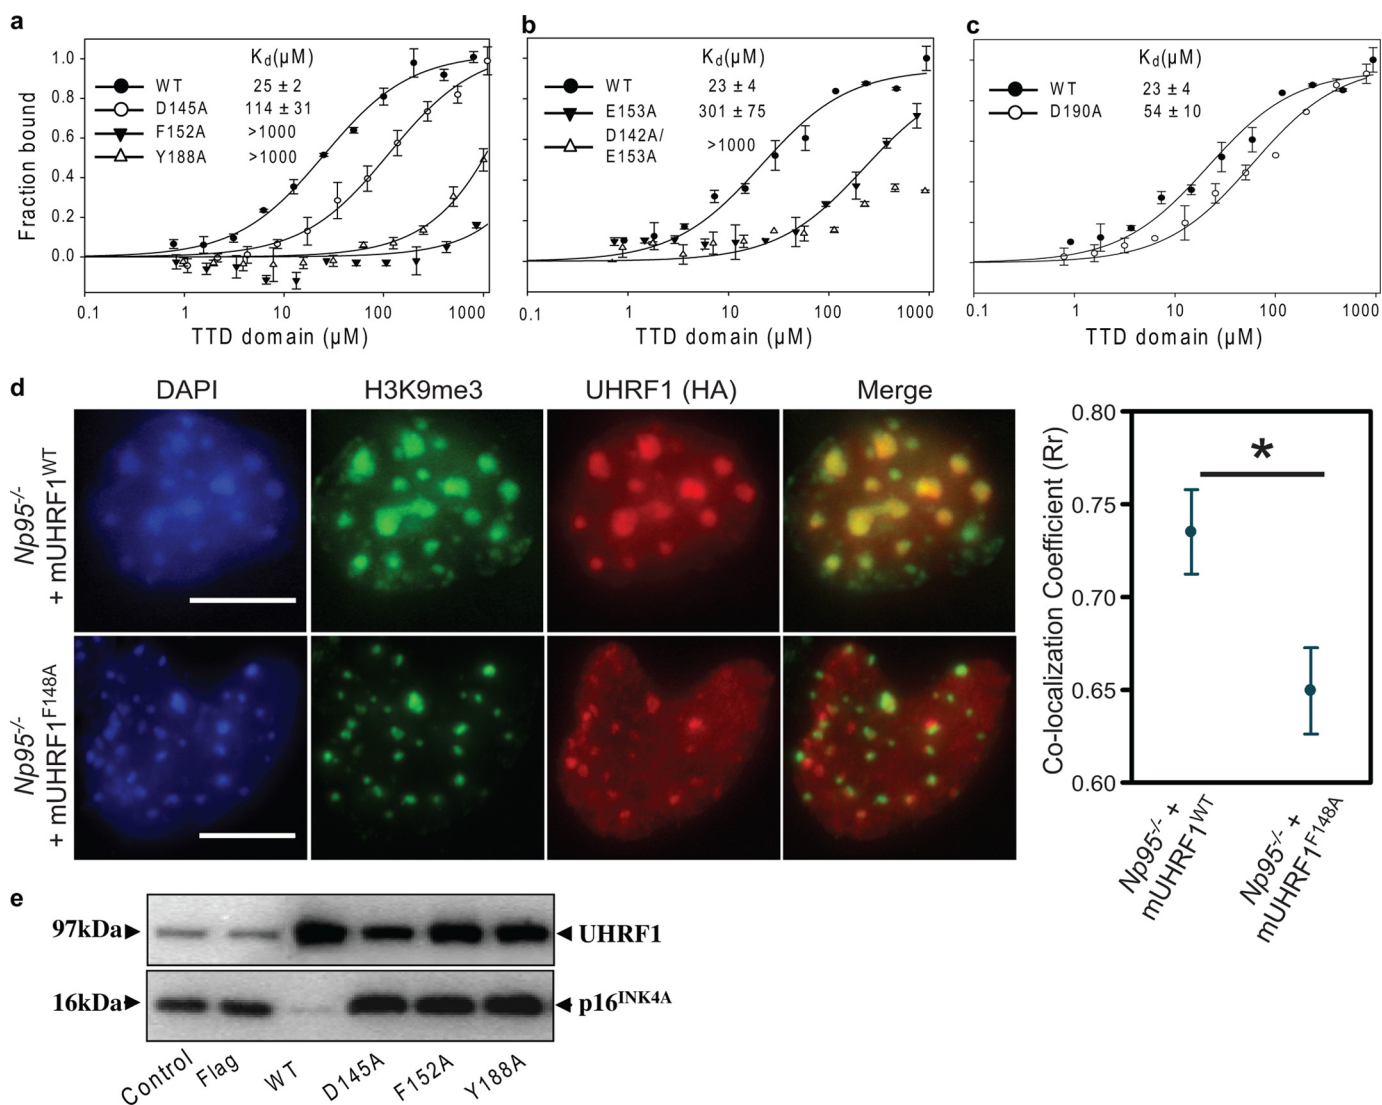 a
K_d(µM)
WT 25 ± 2
D145A 114 ± 31
F152A >1000
Y188A >1000
Fraction bound
1.0
0.8
0.6
0.4
0.2
0.0
0.1 1 10 100 1000
TTD domain (µM)
b
K_d(µM)
WT 23 ± 4
E153A 301 ± 75
D142A/
E153A >1000
0.1 1 10 100 1000
TTD domain (µM)
c
K_d(µM)
WT 23 ± 4
D190A 54 ± 10
0.1 1 10 100 1000
TTD domain (µM)
d
DAPI H3K9me3 UHRF1 (HA) Merge
Np95-/-
+ mUHRF1WT
Np95-/-
+ mUHRF1F148A
Co-localization Coefficient (Rr)
0.80
0.75
0.70
0.65
0.60
*
Np95-/- +
mUHRF1WT
Np95-/- +
mUHRF1F148A
e
97kDa UHRF1
16kDa p16INK4A
Control Flag WT D145A F152A Y188A